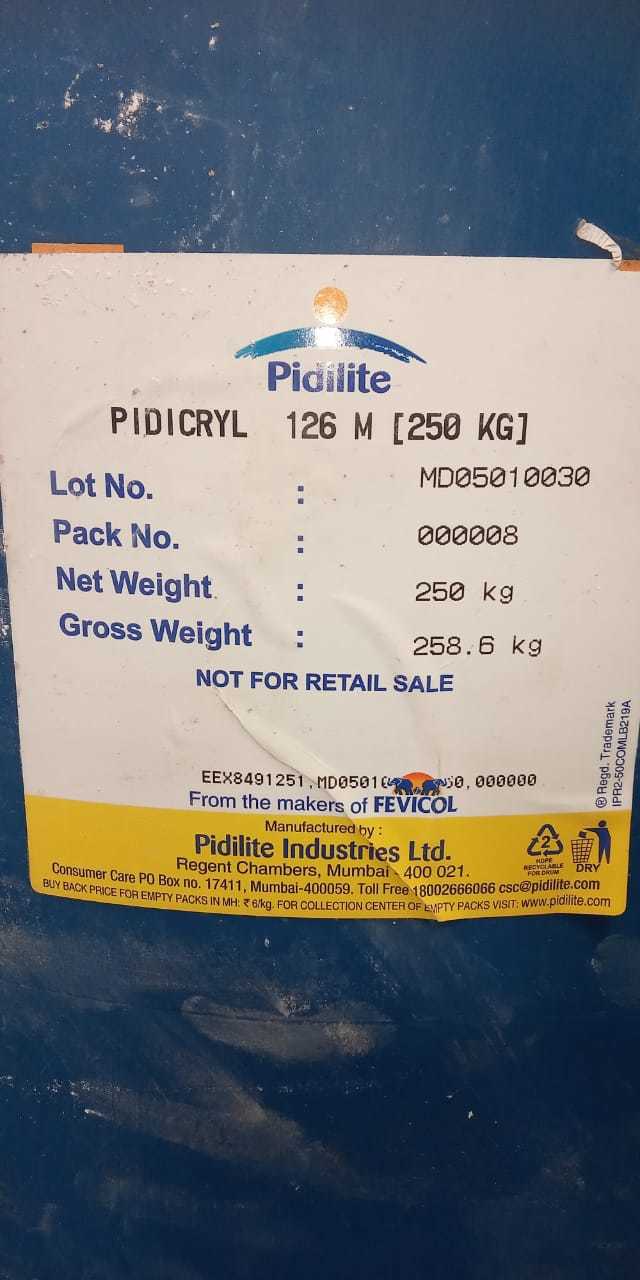 Pidilite
PIDICRYL 126 M [250 KG]
Lot No. : MD05010030
Pack No. : 000008
Net Weight : 250 kg
Gross Weight : 258.6 kg
NOT FOR RETAIL SALE
® Regd. Trademark
IPR2-50COMLB219A
EEX8491251,MD0501 0,000000
From the makers of FEVICOL
Manufactured by :
Pidilite Industries Ltd.
Regent Chambers, Mumbai - 400 021.
Consumer Care PO Box no. 17411, Mumbai-400059. Toll Free 18002666066 csc@pidilite.com
BUY BACK PRICE FOR EMPTY PACKS IN MH: ₹ 6/kg. FOR COLLECTION CENTER OF EMPTY PACKS VISIT: www.pidilite.com
2
HDPE
RECYCLABLE
FOR DRUM
DRY